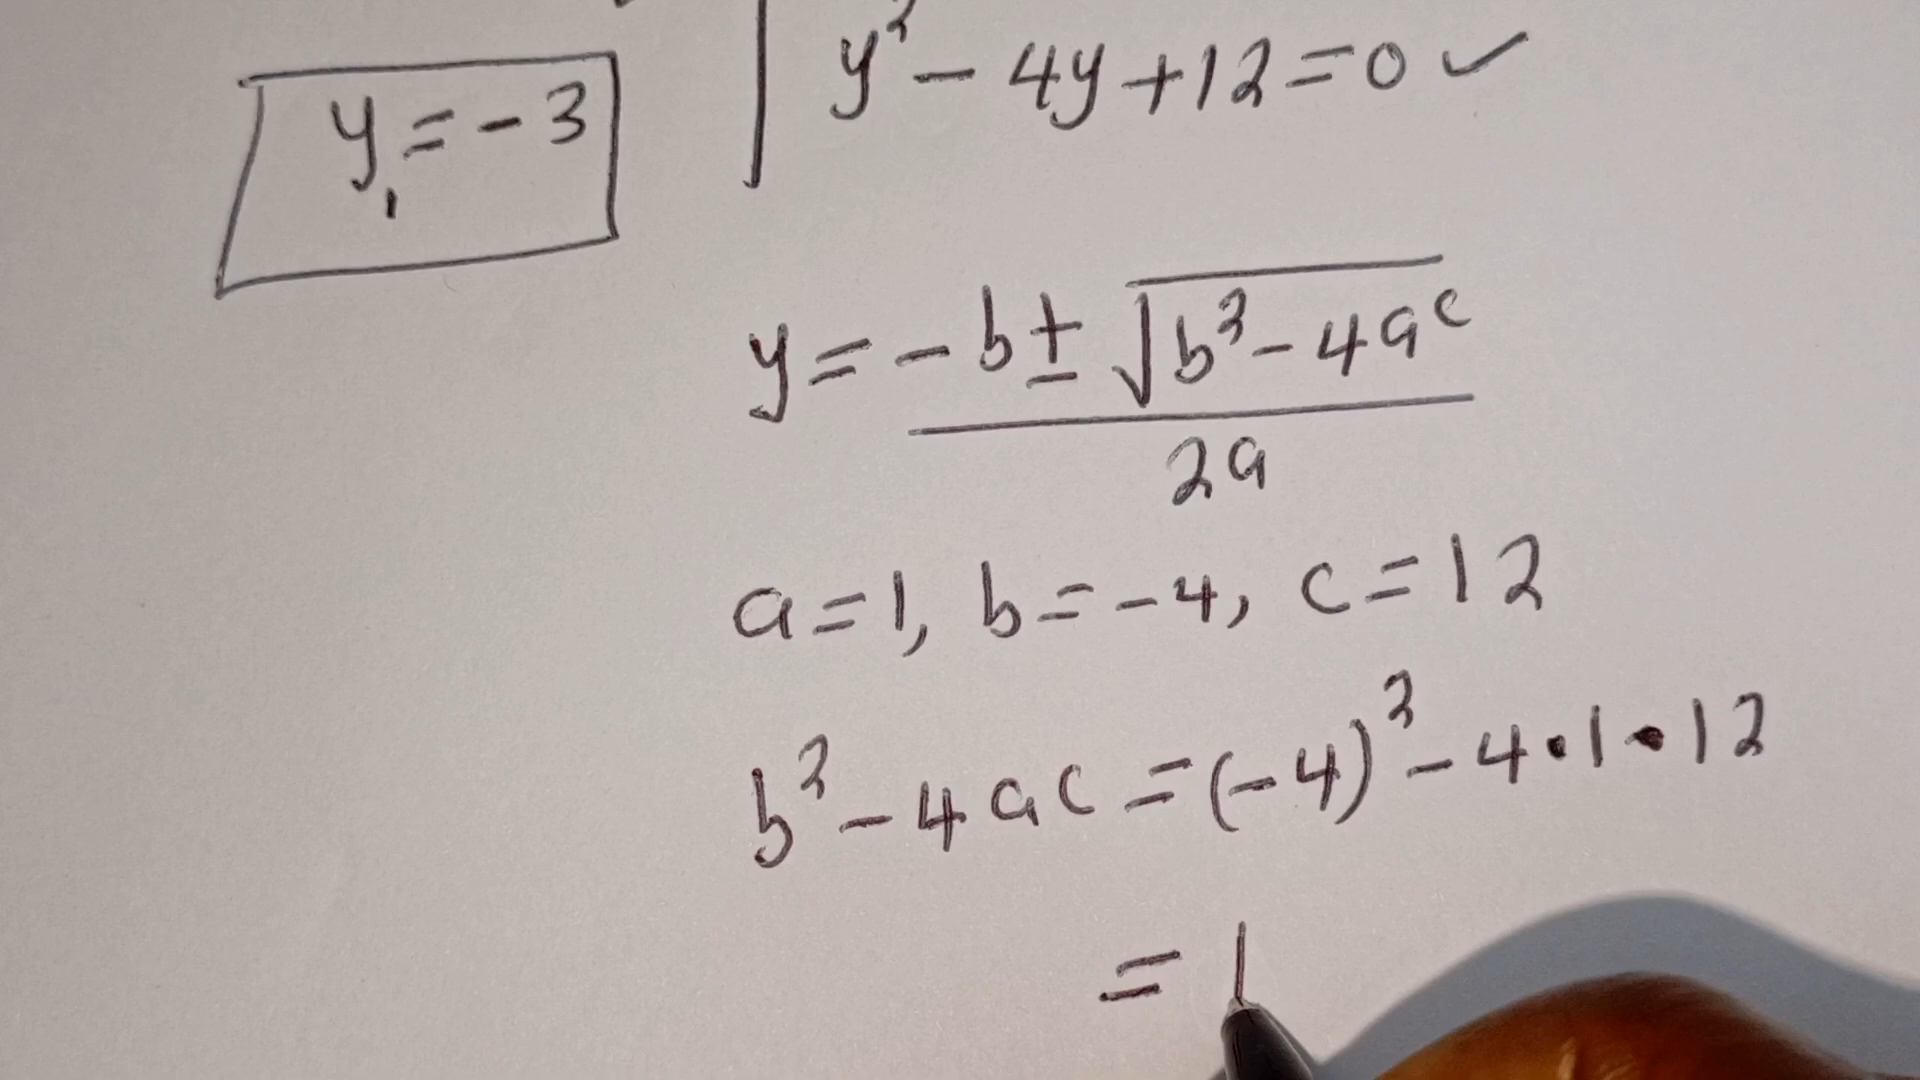 y₁ = -3
y² - 4y + 12 = 0 ✓
y = -b ± √b² - 4ac
2a
a = 1, b = -4, c = 12
b² - 4ac = (-4)² - 4·1·12
= 1